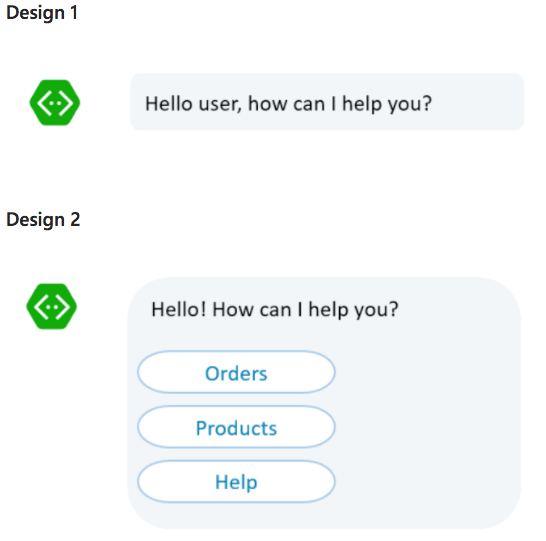 Design 1
Hello user, how can I help you?
Design 2
Hello! How can I help you?
Orders
Products
Help